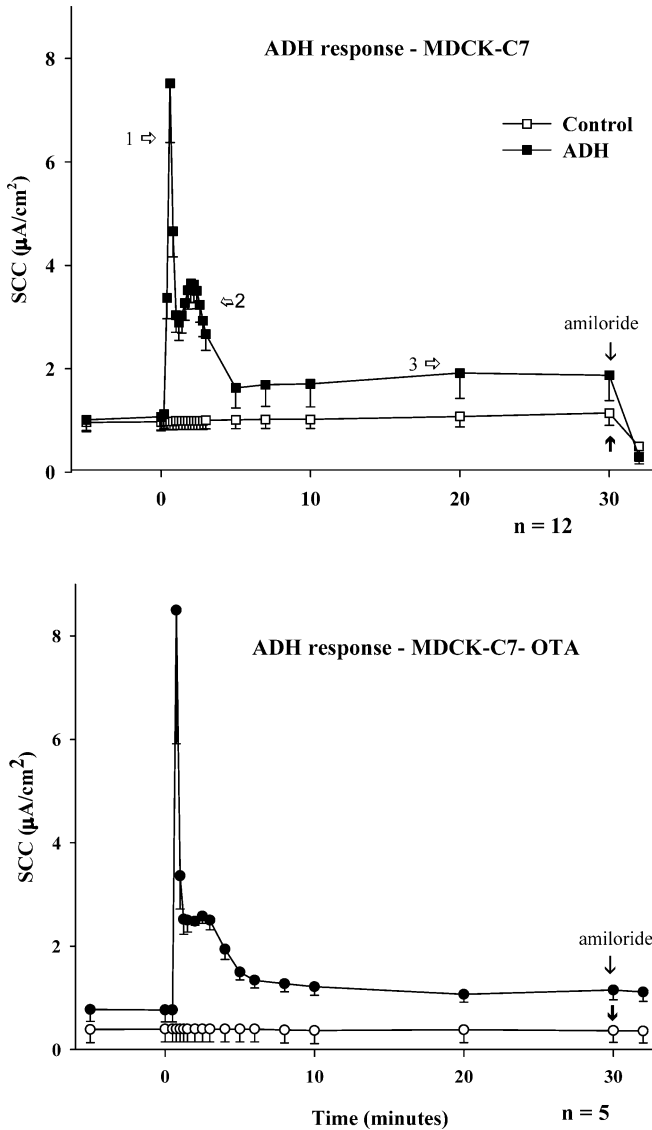 ADH response - MDCK-C7
8
1 ⇨
Control
ADH
6
SCC (μA/cm²)
4
⇦2
amiloride
↓
3 ⇨
2
↑
0
0 10 20 30
n = 12
8
ADH response - MDCK-C7- OTA
6
SCC (μA/cm²)
4
amiloride
↓
2
↓
0
0 10 20 30
Time (minutes)
n = 5